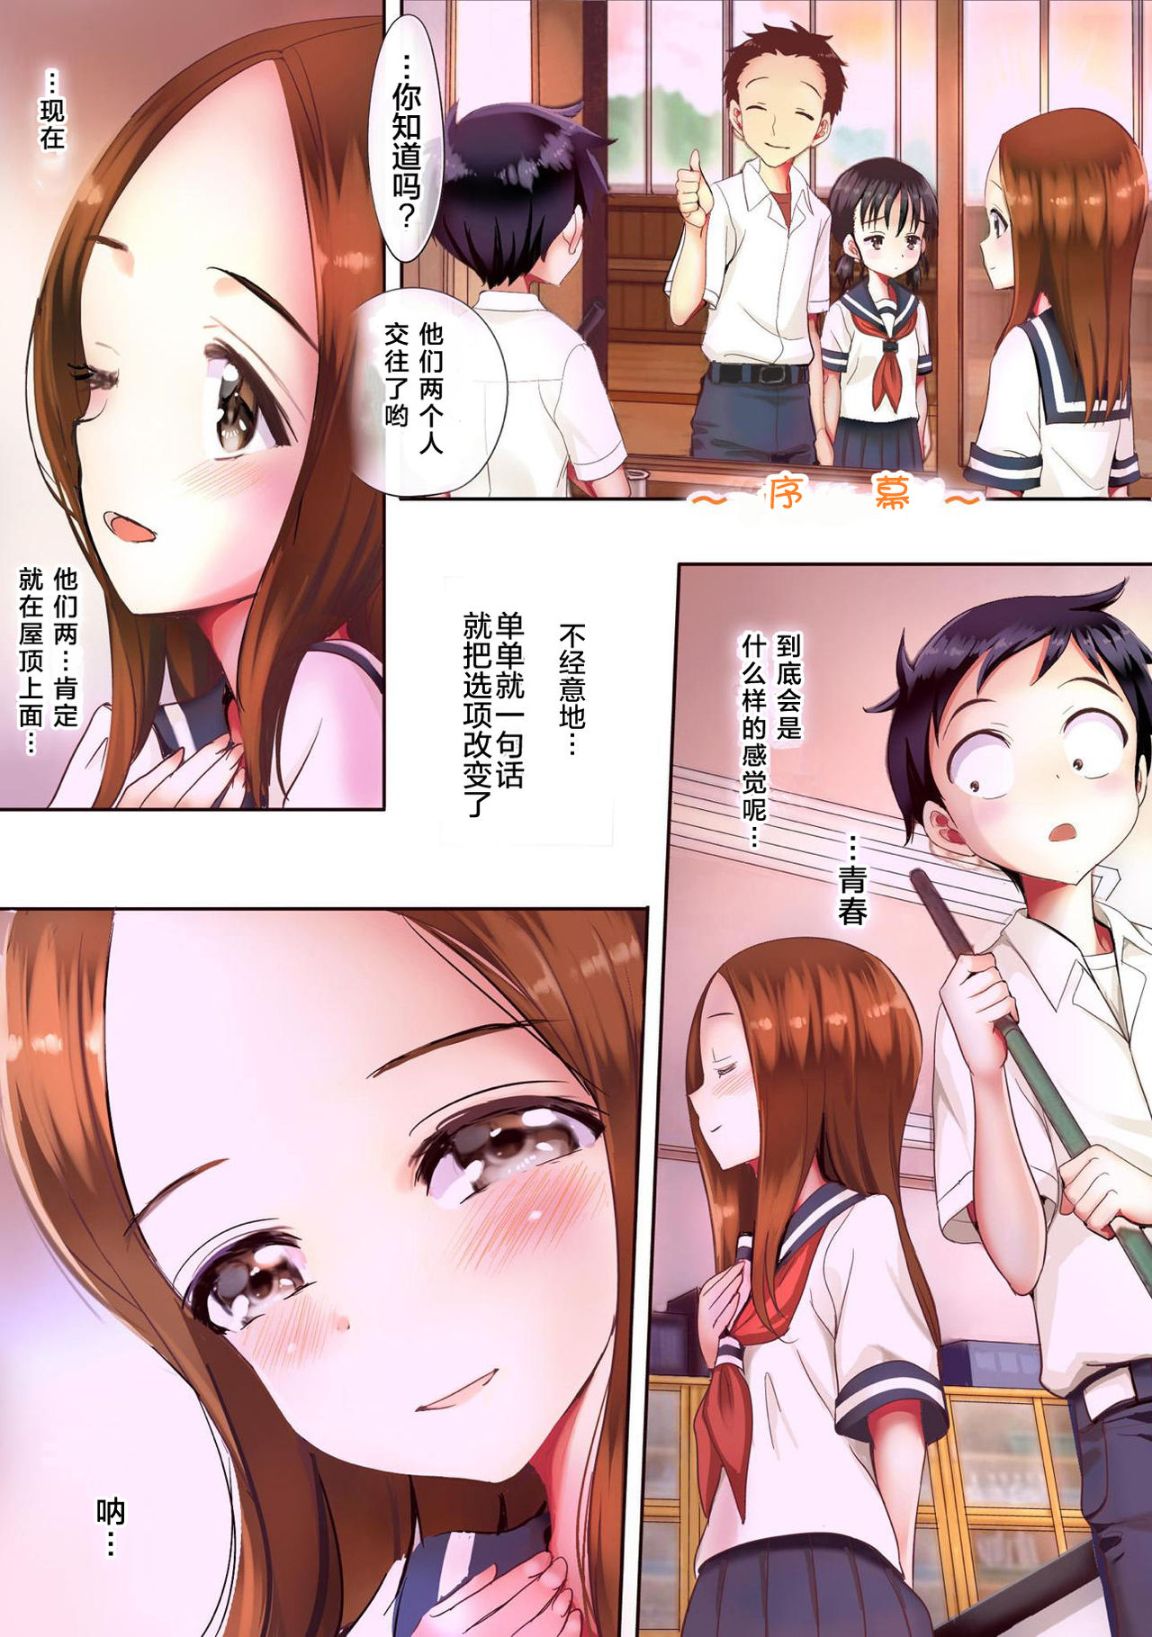 …你知道吗？
他们两个人
交往了哟
～ 序 幕 ～
…现在
他们两…肯定
就在屋顶上面…
到底会是
什么样的感觉呢…
…青春
不经意地…
单单就一句话
就把选项改变了
呐…